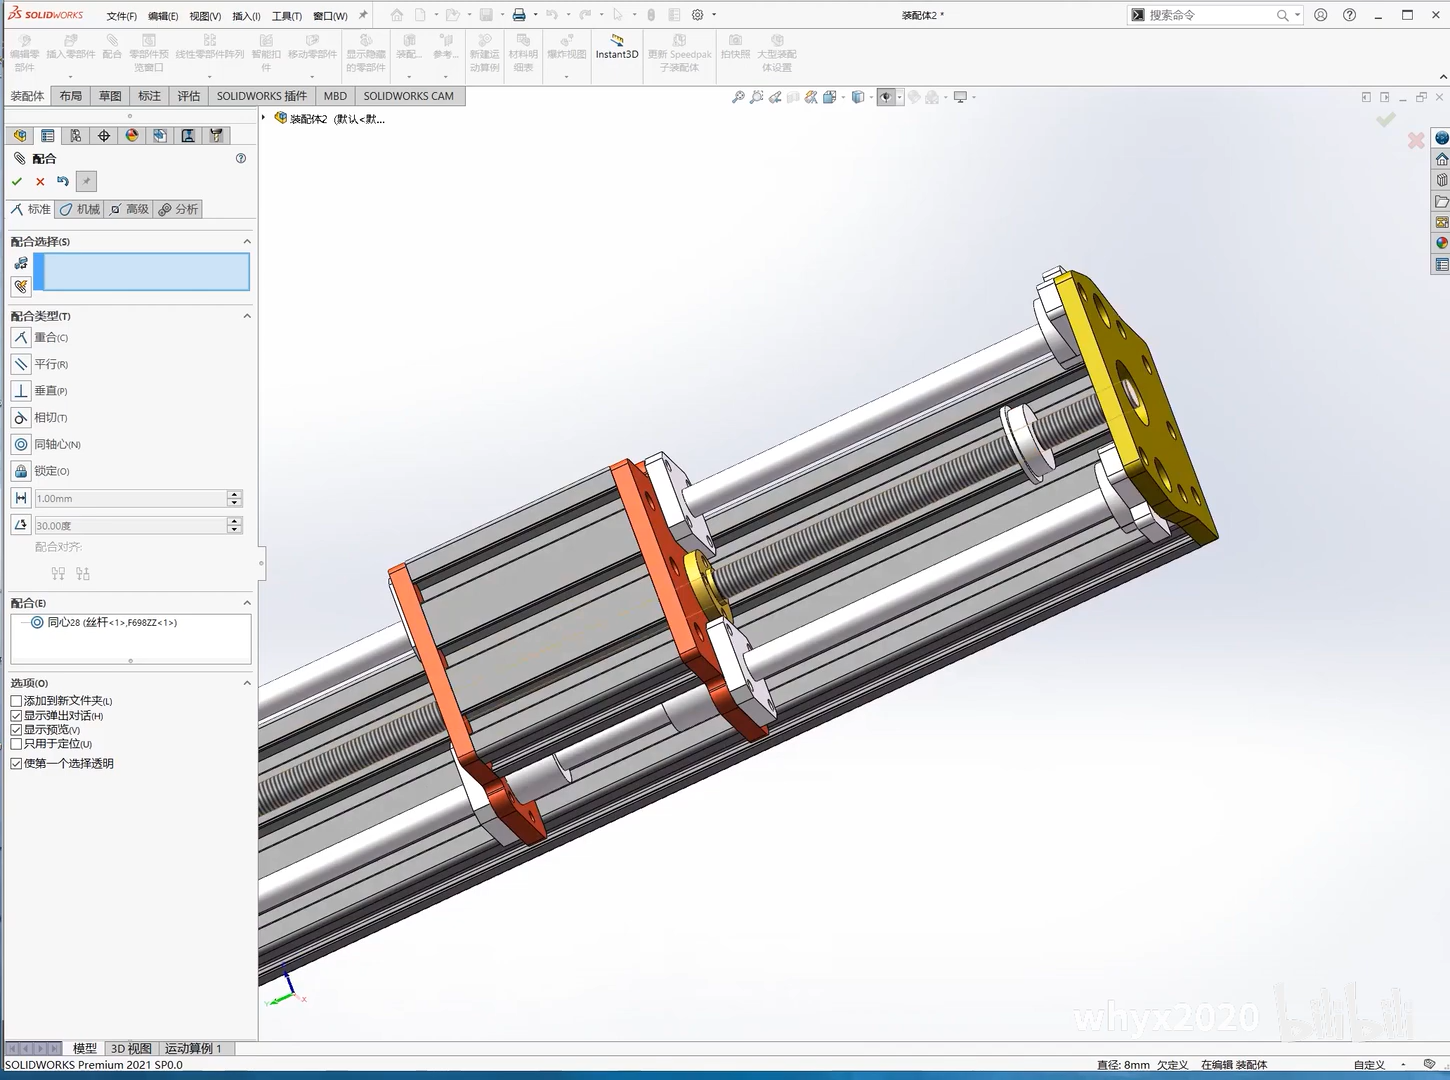 SOLIDWORKS 文件(F) 编辑(E) 视图(V) 插入(I) 工具(T) 窗口(W) 装配体2 * 搜索命令
编辑零部件 插入零部件 配合 零部件预览窗口 线性零部件阵列 智能扣件 移动零部件 显示隐藏的零部件 装配... 参考... 新建运动算例 材料明细表 爆炸视图 Instant3D 更新 Speedpak 子装配体 拍快照 大型装配体设置
装配体 布局 草图 标注 评估 SOLIDWORKS 插件 MBD SOLIDWORKS CAM
装配体2 (默认<默...
配合
标准 机械 高级 分析
配合选择(S)
配合类型(T)
重合(C)
平行(R)
垂直(P)
相切(T)
同轴心(N)
锁定(O)
1.00mm
30.00度
配合对齐:
配合(E)
同心28 (丝杆<1>,F698ZZ<1>)
选项(O)
添加到新文件夹(L)
显示弹出对话(H)
显示预览(V)
只用于定位(U)
使第一个选择透明
whyx2020 bilibili
模型 3D 视图 运动算例 1
SOLIDWORKS Premium 2021 SP0.0 直径: 8mm 欠定义 在编辑 装配体 自定义